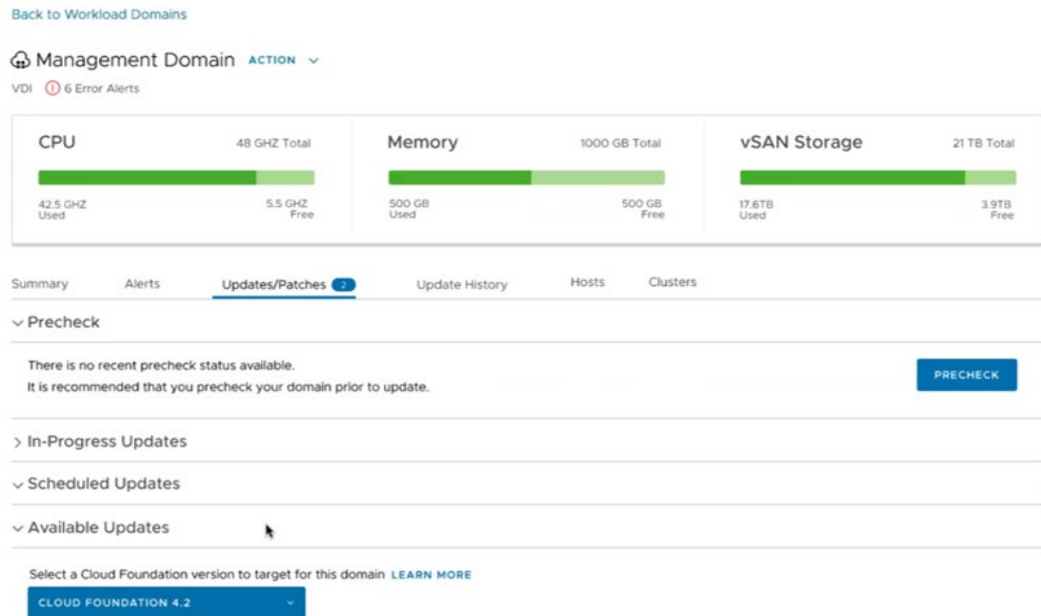 Back to Workload Domains
Management Domain ACTION
VDI 6 Error Alerts
CPU 48 GHZ Total
42.5 GHZ Used 5.5 GHZ Free
Memory 1000 GB Total
500 GB Used 500 GB Free
vSAN Storage 21 TB Total
17.6TB Used 3.9TB Free
Summary Alerts Updates/Patches 2 Update History Hosts Clusters
Precheck
There is no recent precheck status available.
It is recommended that you precheck your domain prior to update.
PRECHECK
In-Progress Updates
Scheduled Updates
Available Updates
Select a Cloud Foundation version to target for this domain LEARN MORE
CLOUD FOUNDATION 4.2